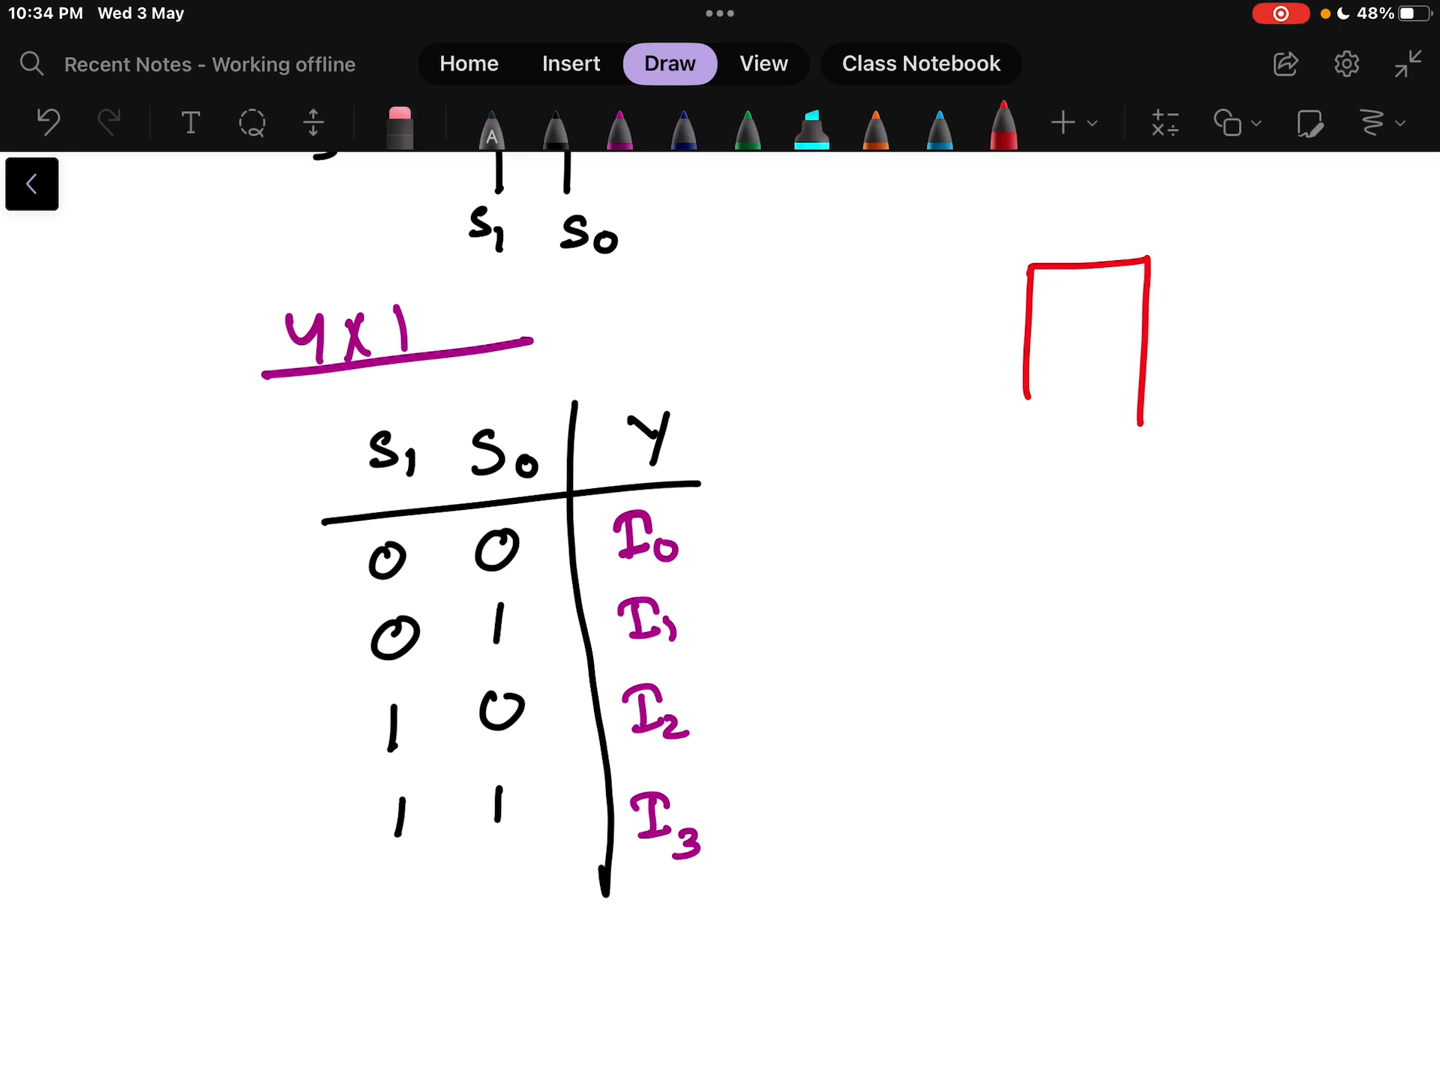 10:34 PM Wed 3 May 48%
Recent Notes - Working offline Home Insert Draw View Class Notebook
T A
S1 S0
4x1
S1 S0 Y
0 0 I0
0 1 I1
1 0 I2
1 1 I3